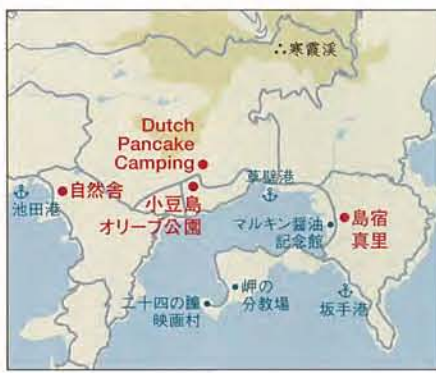 ∴寒霞渓
Dutch
Pancake
Camping
草壁港
自然舎
池田港
小豆島
オリーブ公園
マルキン醤油
記念館
島宿
真里
岬の
分教場
二十四の瞳
映画村
坂手港